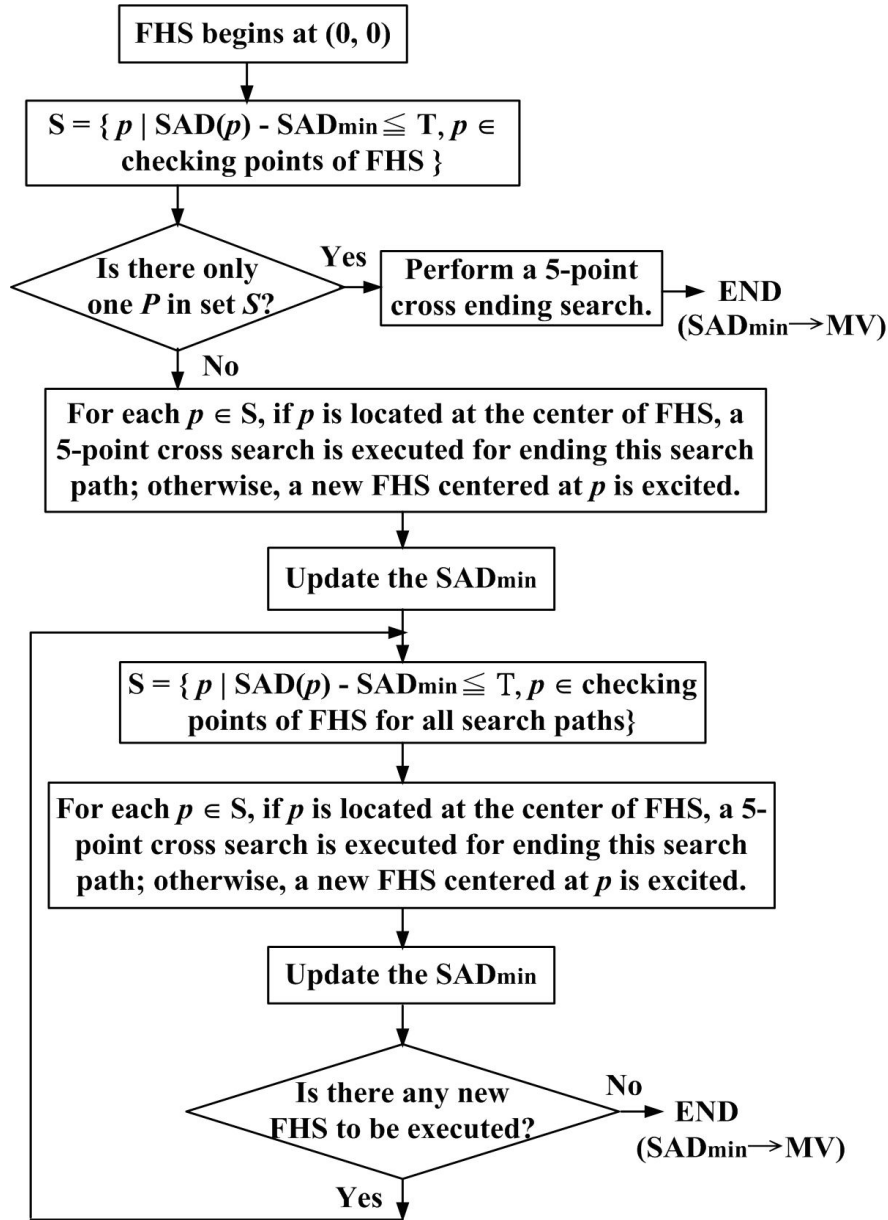 FHS begins at (0, 0)
S = { p | SAD(p) - SADmin ≦ T, p ∈
checking points of FHS }
Is there only
one P in set S?
Yes
Perform a 5-point
cross ending search.
END
(SADmin→MV)
No
For each p ∈ S, if p is located at the center of FHS, a
5-point cross search is executed for ending this search
path; otherwise, a new FHS centered at p is excited.
Update the SADmin
S = { p | SAD(p) - SADmin ≦ T, p ∈ checking
points of FHS for all search paths}
For each p ∈ S, if p is located at the center of FHS, a 5-
point cross search is executed for ending this search
path; otherwise, a new FHS centered at p is excited.
Update the SADmin
Is there any new
FHS to be executed?
No
END
(SADmin→MV)
Yes